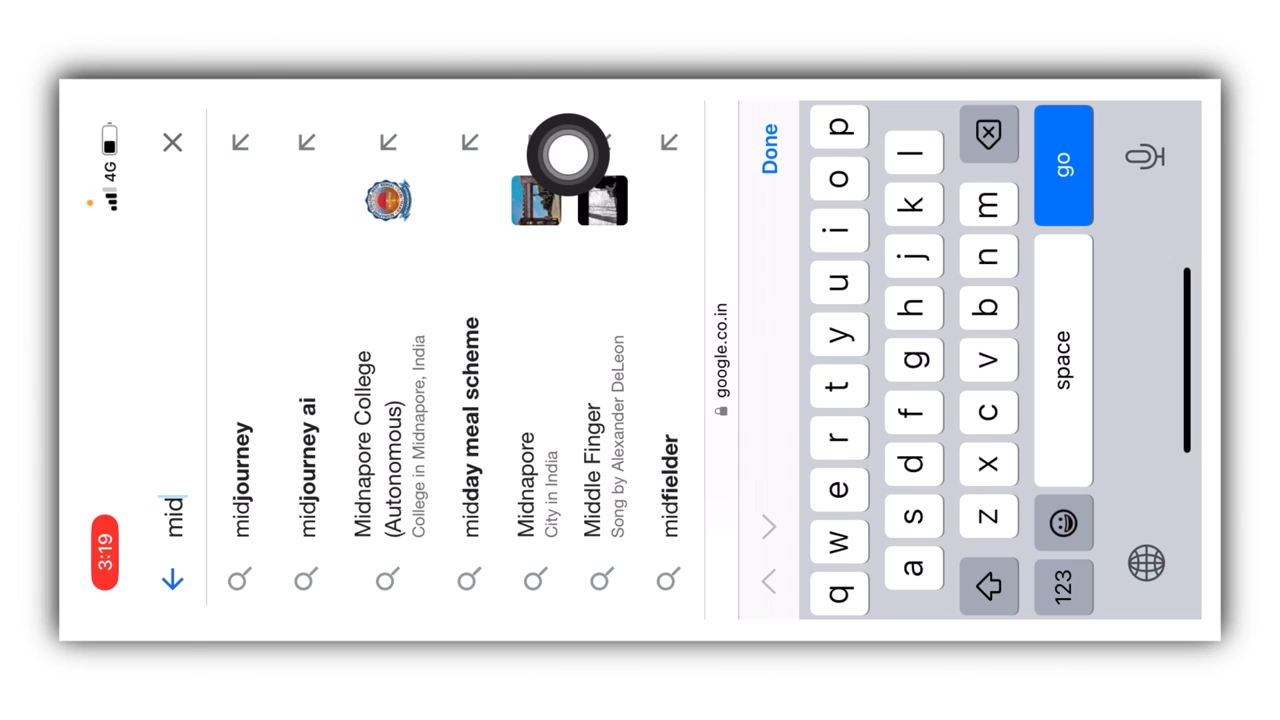 3:19
4G
mid
midjourney
midjourney ai
Midnapore College
(Autonomous)
College in Midnapore, India
midday meal scheme
Midnapore
City in India
Middle Finger
Song by Alexander DeLeon
midfielder
google.co.in
Done
q w e r t y u i o p
a s d f g h j k l
z x c v b n m
123 space go